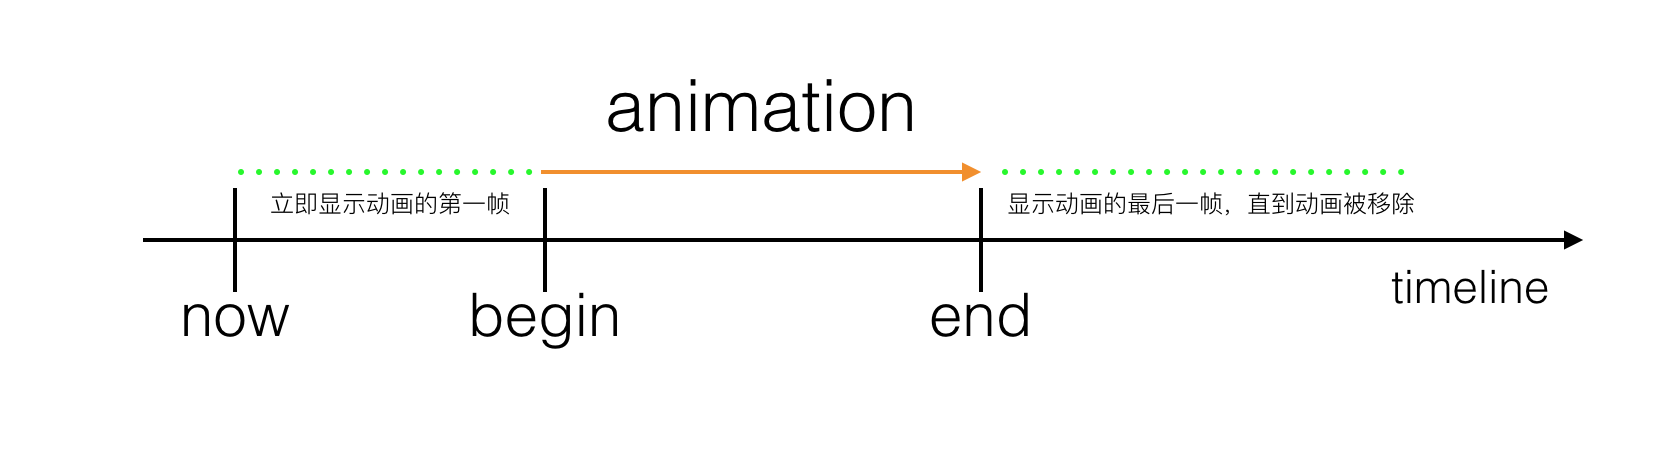 animation
立即显示动画的第一帧
显示动画的最后一帧，直到动画被移除
now
begin
end
timeline